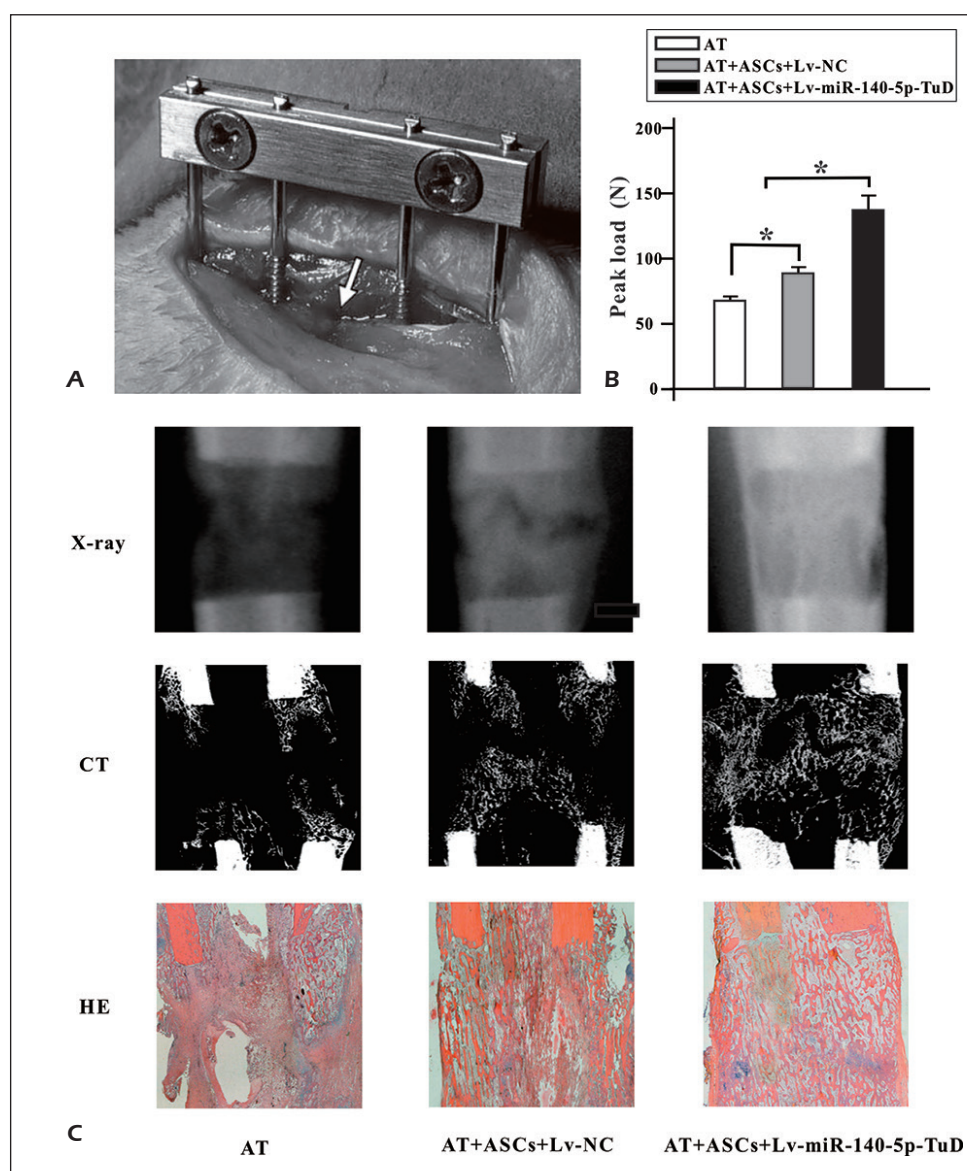 AT
AT+ASCs+Lv-NC
AT+ASCs+Lv-miR-140-5p-TuD
A
B
Peak load (N)
200
150
100
50
0
*
*
X-ray
CT
HE
C
AT
AT+ASCs+Lv-NC
AT+ASCs+Lv-miR-140-5p-TuD